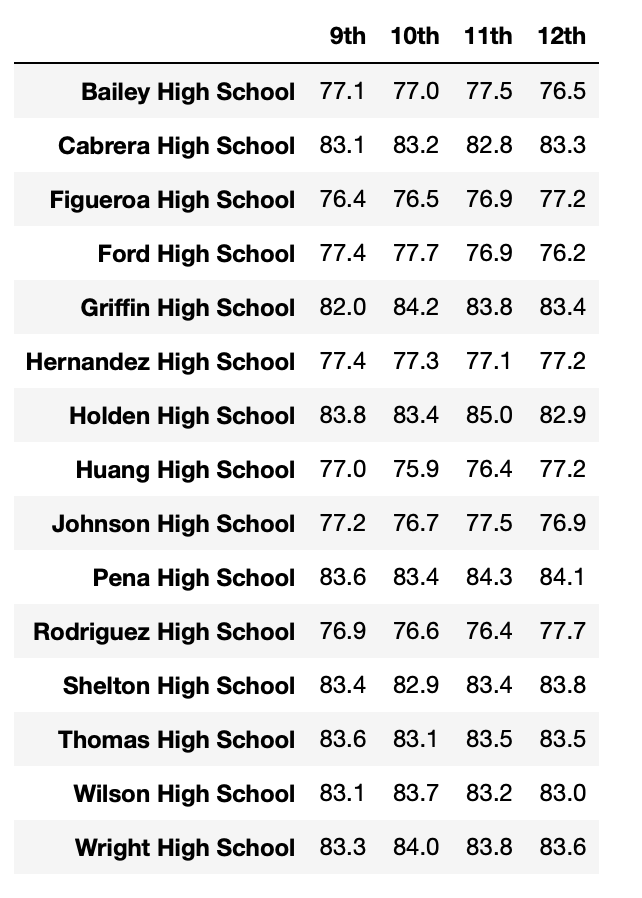 9th 10th 11th 12th
Bailey High School 77.1 77.0 77.5 76.5
Cabrera High School 83.1 83.2 82.8 83.3
Figueroa High School 76.4 76.5 76.9 77.2
Ford High School 77.4 77.7 76.9 76.2
Griffin High School 82.0 84.2 83.8 83.4
Hernandez High School 77.4 77.3 77.1 77.2
Holden High School 83.8 83.4 85.0 82.9
Huang High School 77.0 75.9 76.4 77.2
Johnson High School 77.2 76.7 77.5 76.9
Pena High School 83.6 83.4 84.3 84.1
Rodriguez High School 76.9 76.6 76.4 77.7
Shelton High School 83.4 82.9 83.4 83.8
Thomas High School 83.6 83.1 83.5 83.5
Wilson High School 83.1 83.7 83.2 83.0
Wright High School 83.3 84.0 83.8 83.6